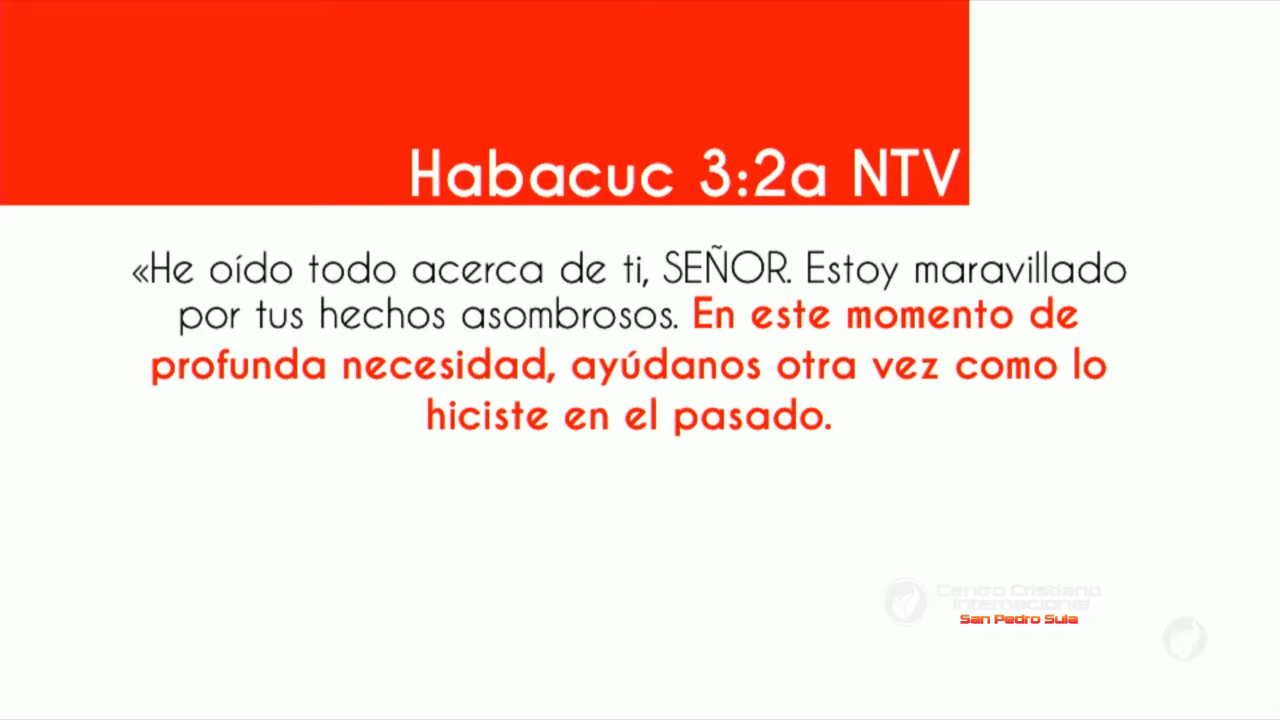 Habacuc 3:2a NTV
«He oído todo acerca de ti, SEÑOR. Estoy maravillado
por tus hechos asombrosos. En este momento de
profunda necesidad, ayúdanos otra vez como lo
hiciste en el pasado.
Centro Cristiano
Internacional
San Pedro Sula